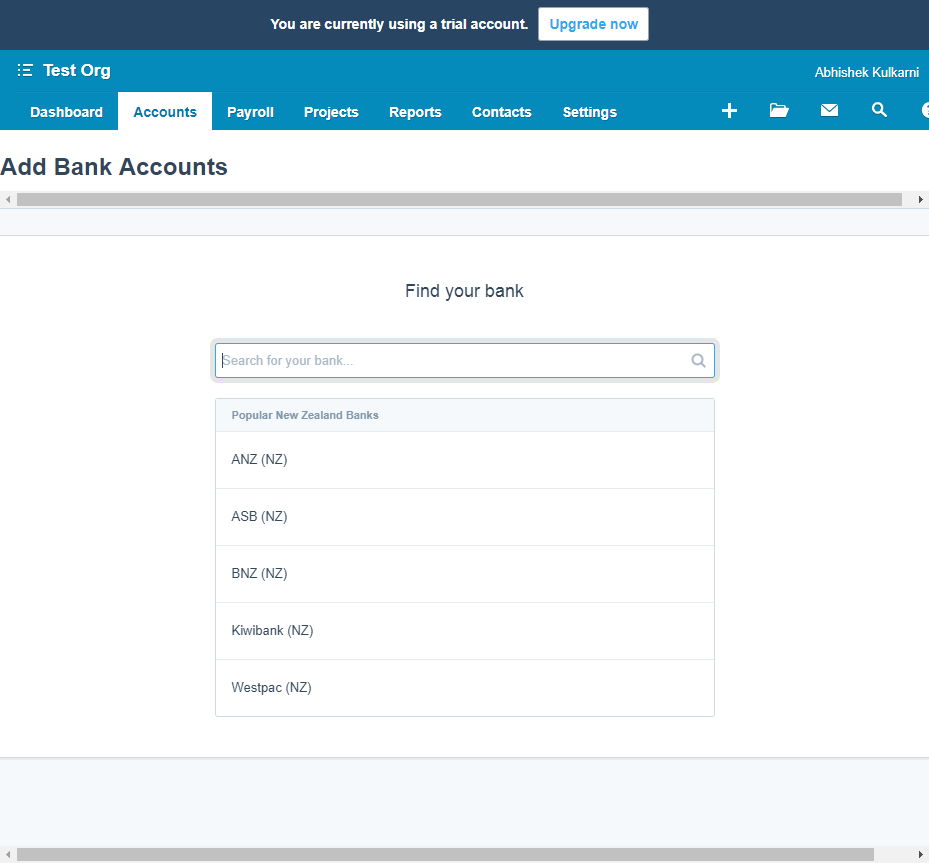 You are currently using a trial account. Upgrade now
Test Org
Abhishek Kulkarni
Dashboard Accounts Payroll Projects Reports Contacts Settings
Add Bank Accounts
Find your bank
Search for your bank...
Popular New Zealand Banks
ANZ (NZ)
ASB (NZ)
BNZ (NZ)
Kiwibank (NZ)
Westpac (NZ)